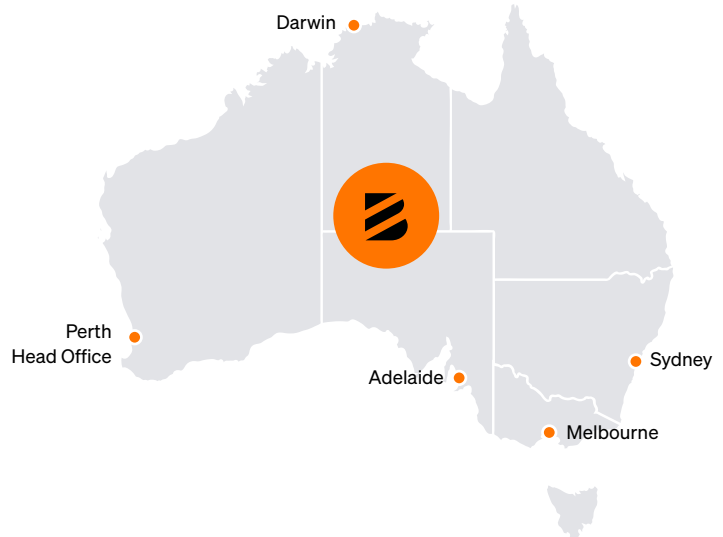 Darwin
B
Perth
Head Office
Sydney
Adelaide
Melbourne